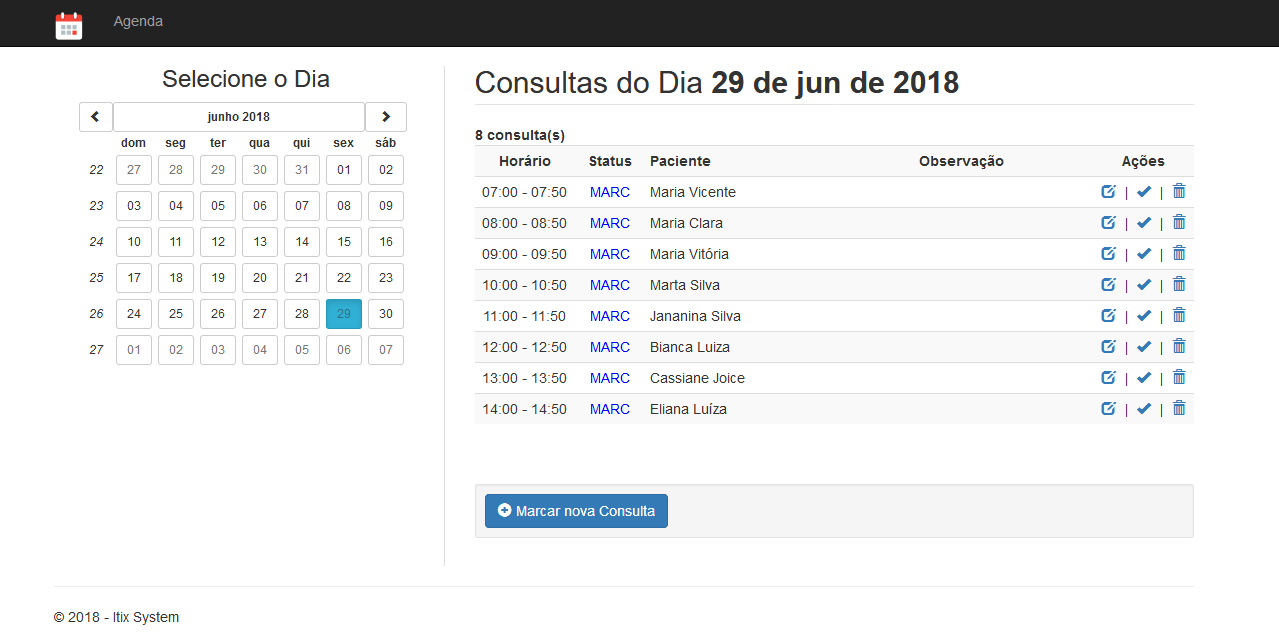 Agenda
Selecione o Dia
junho 2018
dom seg ter qua qui sex sáb
22 27 28 29 30 31 01 02
23 03 04 05 06 07 08 09
24 10 11 12 13 14 15 16
25 17 18 19 20 21 22 23
26 24 25 26 27 28 29 30
27 01 02 03 04 05 06 07
Consultas do Dia 29 de jun de 2018
8 consulta(s)
Horário Status Paciente Observação Ações
07:00 - 07:50 MARC Maria Vicente | |
08:00 - 08:50 MARC Maria Clara | |
09:00 - 09:50 MARC Maria Vitória | |
10:00 - 10:50 MARC Marta Silva | |
11:00 - 11:50 MARC Jananina Silva | |
12:00 - 12:50 MARC Bianca Luiza | |
13:00 - 13:50 MARC Cassiane Joice | |
14:00 - 14:50 MARC Eliana Luíza | |
Marcar nova Consulta
© 2018 - Itix System